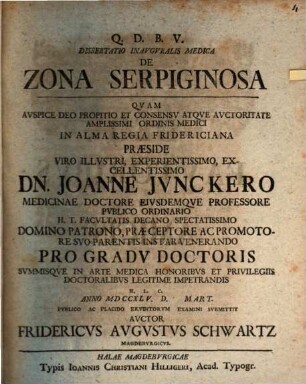 4
Q. D. B. V.
DISSERTATIO INAVGVRALIS MEDICA
DE
ZONA SERPIGINOSA
QVAM
AVSPICE DEO PROPITIO ET CONSENSV ATQVE AVCTORITATE
AMPLISSIMI ORDINIS MEDICI
IN ALMA REGIA FRIDERICIANA
PRÆSIDE
VIRO ILLVSTRI, EXPERIENTISSIMO, EX-
CELLENTISSIMO
DN. JOANNE JVNCKERO
MEDICINAE DOCTORE EIVSDEMQVE PROFESSORE
PVBLICO ORDINARIO
H. T. FACVLTATIS DECANO, SPECTATISSIMO
DOMINO PATRONO, PRÆCEPTORE AC PROMOTO-
RE SVO PARENTIS INSTAR VENERANDO
PRO GRADV DOCTORIS
SVMMISQVE IN ARTE MEDICA HONORIBVS ET PRIVILEGIIS
DOCTORALIBVS LEGITIME IMPETRANDIS
H. L. C.
ANNO MDCCXLV. D. MART.
PVBLICO AC PLACIDO ERVDITORVM EXAMINI SVBMITTIT
AVCTOR
FRIDERICVS AVGVSTVS SCHWARTZ
MAGDEBVRGICVS.
HALAE MAGDEBVRGICAE
Typis IOANNIS CHRISTIANI HILLIGERI, Acad. Typogr.